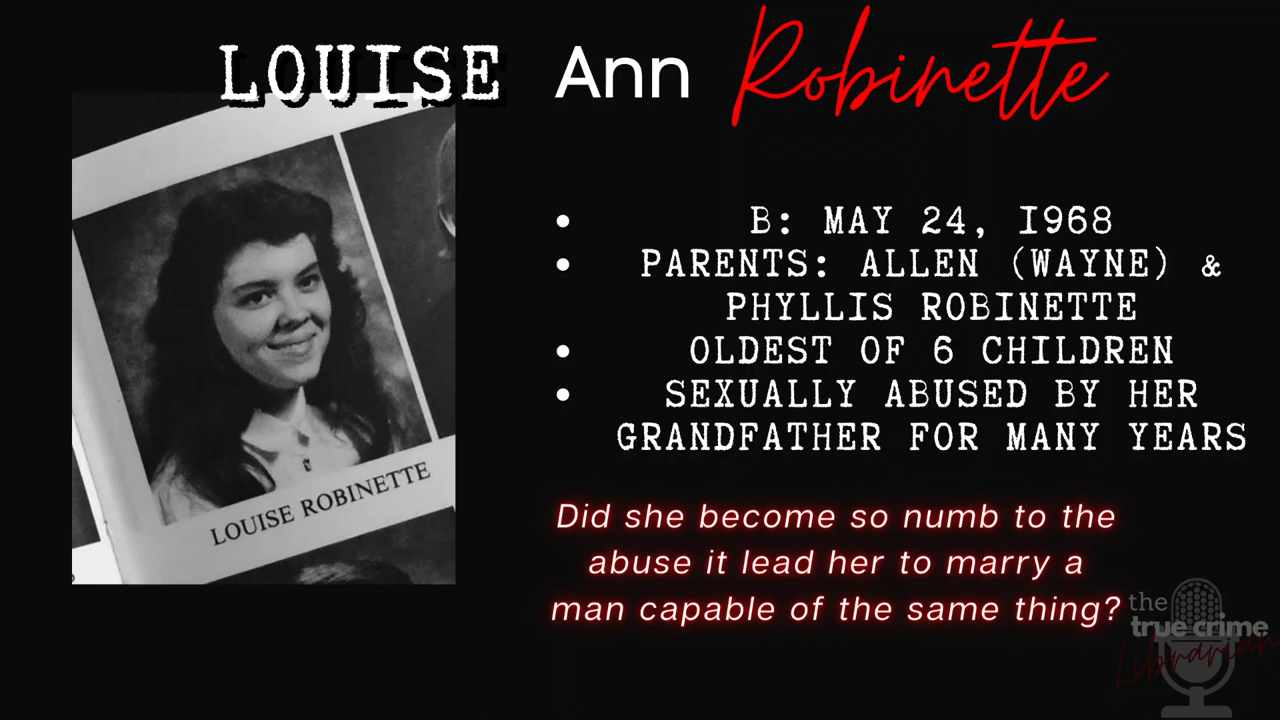 LOUISE Ann Robinette
LOUISE ROBINETTE
• B: MAY 24, 1968
• PARENTS: ALLEN (WAYNE) &
PHYLLIS ROBINETTE
• OLDEST OF 6 CHILDREN
• SEXUALLY ABUSED BY HER
GRANDFATHER FOR MANY YEARS
Did she become so numb to the
abuse it lead her to marry a
man capable of the same thing?
the
true crime
Librarian